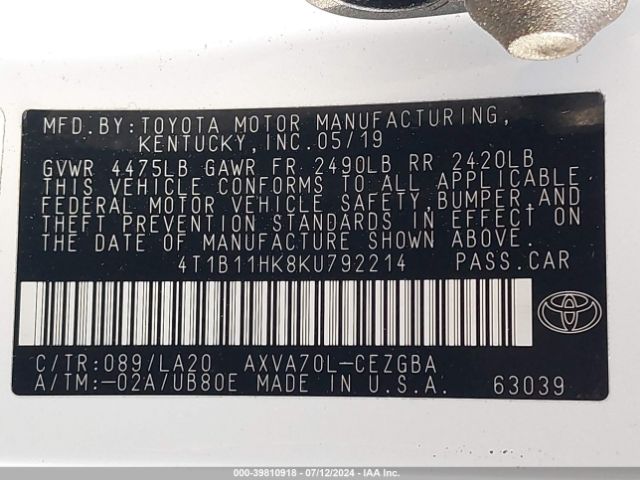 MFD. BY: TOYOTA MOTOR MANUFACTURING,
KENTUCKY, INC. 05/19
GVWR 4475LB GAWR FR 2490LB RR 2420LB
THIS VEHICLE CONFORMS TO ALL APPLICABLE
FEDERAL MOTOR VEHICLE SAFETY, BUMPER, AND
THEFT PREVENTION STANDARDS IN EFFECT ON
THE DATE OF MANUFACTURE SHOWN ABOVE.
4T1B11HK8KU792214 PASS.CAR
C/TR: 089/LA20 AXVA70L-CEZGBA
A/TM: -02A/UB80E MADE IN U.S.A. 63039
000-39810918 - 07/12/2024 - IAA Inc.